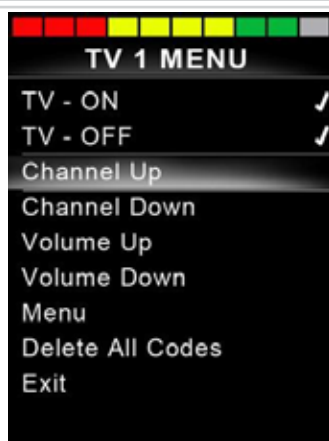 TV 1 MENU
TV - ON
TV - OFF
Channel Up
Channel Down
Volume Up
Volume Down
Menu
Delete All Codes
Exit